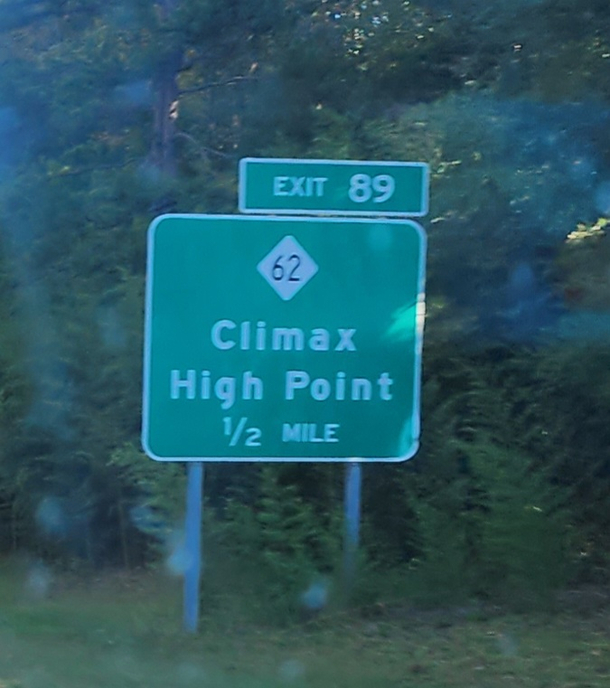 EXIT 89
62
Climax
High Point
1/2 MILE